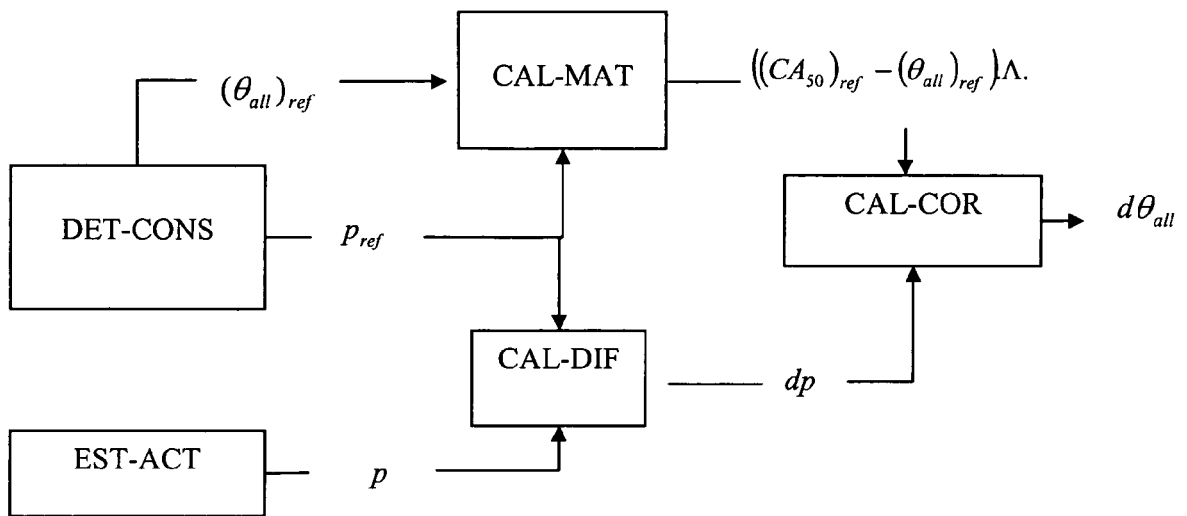 (θ_all)_ref
CAL-MAT
((CA_50)_ref − (θ_all)_ref)Λ.
DET-CONS
p_ref
CAL-COR
dθ_all
CAL-DIF
dp
EST-ACT
p